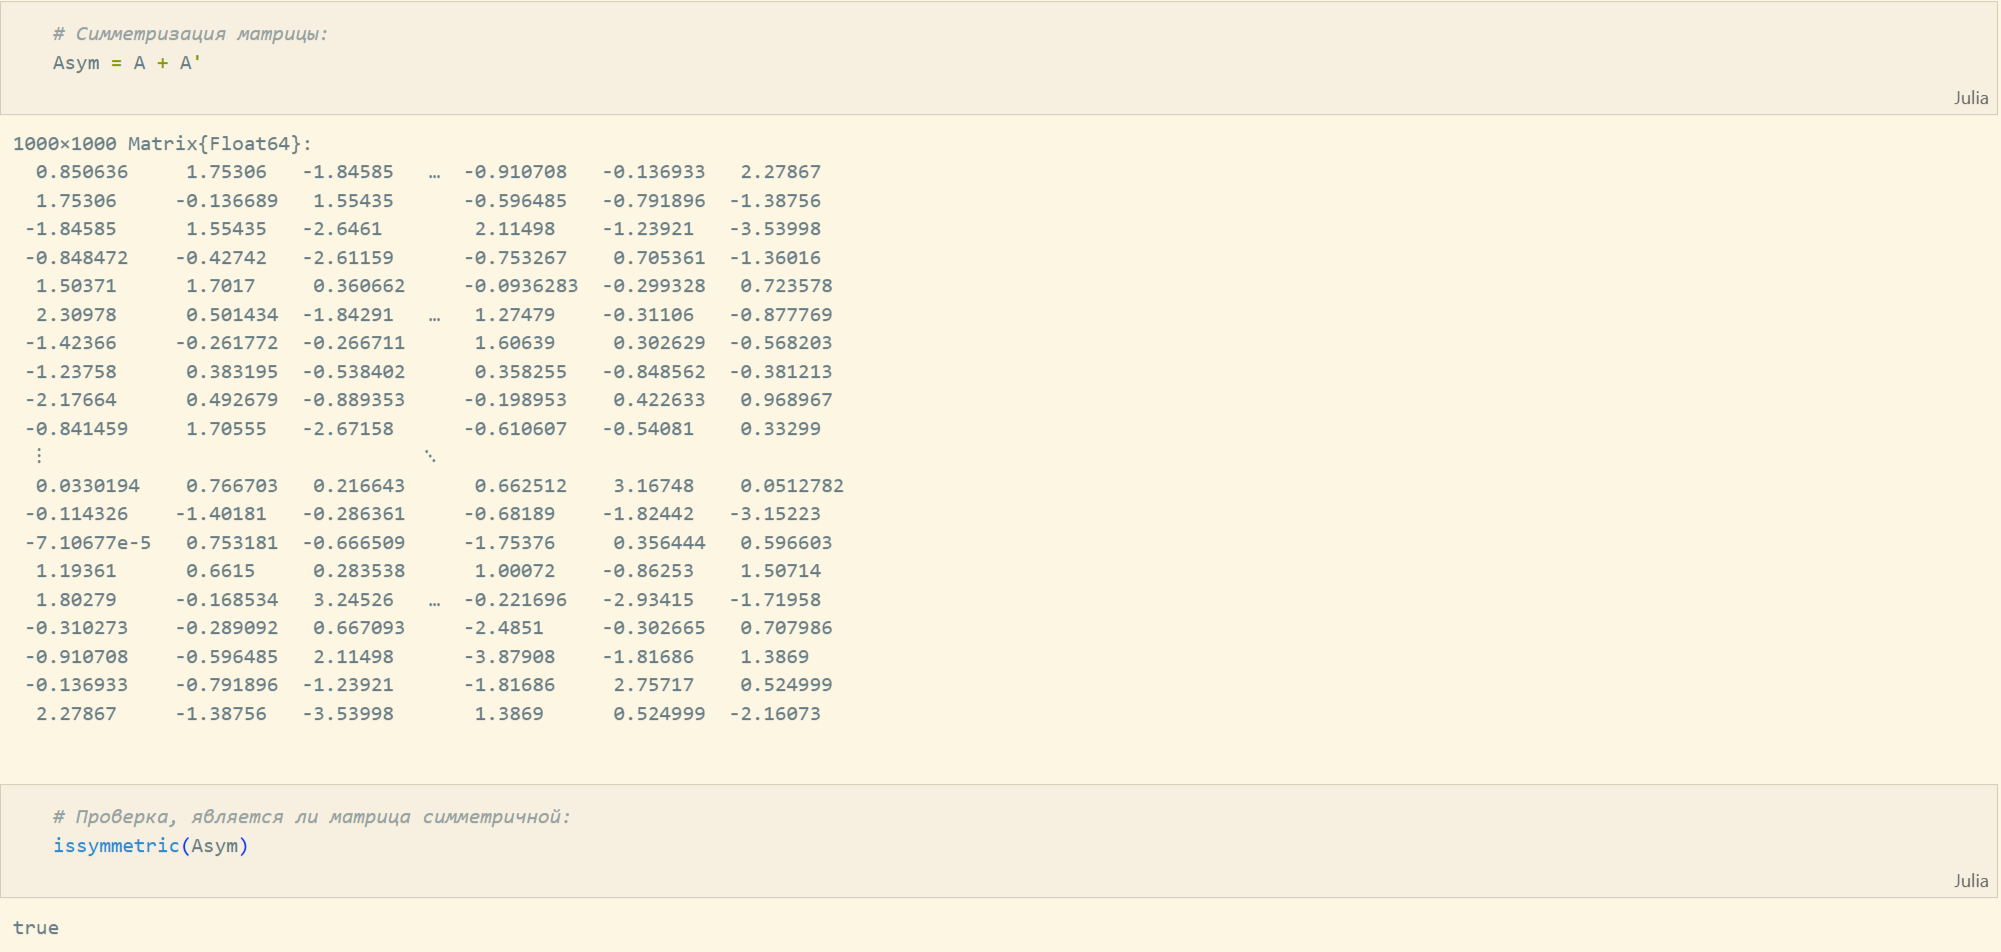 # Симметризация матрицы:
Asym = A + A'
Julia
1000×1000 Matrix{Float64}:
0.850636 1.75306 -1.84585 … -0.910708 -0.136933 2.27867
1.75306 -0.136689 1.55435 -0.596485 -0.791896 -1.38756
-1.84585 1.55435 -2.6461 2.11498 -1.23921 -3.53998
-0.848472 -0.42742 -2.61159 -0.753267 0.705361 -1.36016
1.50371 1.7017 0.360662 -0.0936283 -0.299328 0.723578
2.30978 0.501434 -1.84291 … 1.27479 -0.31106 -0.877769
-1.42366 -0.261772 -0.266711 1.60639 0.302629 -0.568203
-1.23758 0.383195 -0.538402 0.358255 -0.848562 -0.381213
-2.17664 0.492679 -0.889353 -0.198953 0.422633 0.968967
-0.841459 1.70555 -2.67158 -0.610607 -0.54081 0.33299
⋮ ⋱
0.0330194 0.766703 0.216643 0.662512 3.16748 0.0512782
-0.114326 -1.40181 -0.286361 -0.68189 -1.82442 -3.15223
-7.10677e-5 0.753181 -0.666509 -1.75376 0.356444 0.596603
1.19361 0.6615 0.283538 1.00072 -0.86253 1.50714
1.80279 -0.168534 3.24526 … -0.221696 -2.93415 -1.71958
-0.310273 -0.289092 0.667093 -2.4851 -0.302665 0.707986
-0.910708 -0.596485 2.11498 -3.87908 -1.81686 1.3869
-0.136933 -0.791896 -1.23921 -1.81686 2.75717 0.524999
2.27867 -1.38756 -3.53998 1.3869 0.524999 -2.16073
# Проверка, является ли матрица симметричной:
issymmetric(Asym)
Julia
true